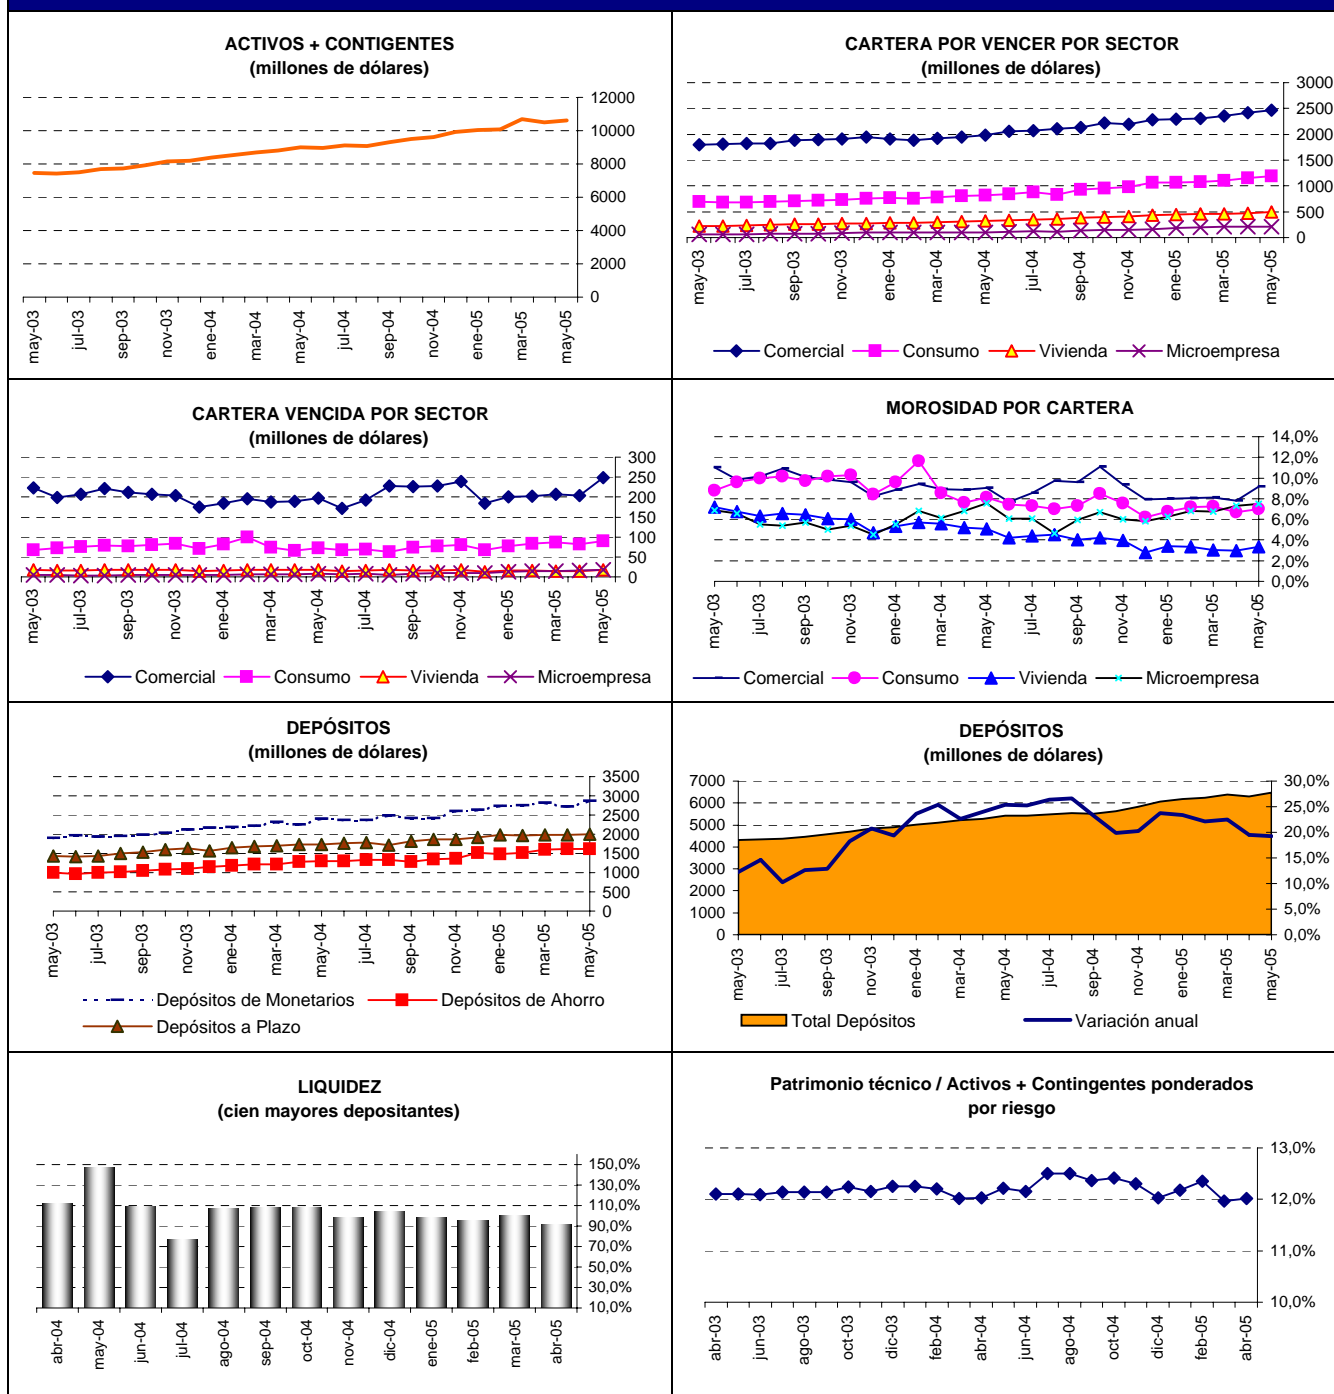 ACTIVOS + CONTIGENTES
(millones de dólares)
12000
10000
8000
6000
4000
2000
0
may-03
jul-03
sep-03
nov-03
ene-04
mar-04
may-04
jul-04
sep-04
nov-04
ene-05
mar-05
may-05
CARTERA POR VENCER POR SECTOR
(millones de dólares)
3000
2500
2000
1500
1000
500
0
may-03
jul-03
sep-03
nov-03
ene-04
mar-04
may-04
jul-04
sep-04
nov-04
ene-05
mar-05
may-05
Comercial Consumo Vivienda Microempresa
CARTERA VENCIDA POR SECTOR
(millones de dólares)
300
250
200
150
100
50
0
may-03
jul-03
sep-03
nov-03
ene-04
mar-04
may-04
jul-04
sep-04
nov-04
ene-05
mar-05
may-05
Comercial Consumo Vivienda Microempresa
MOROSIDAD POR CARTERA
14,0%
12,0%
10,0%
8,0%
6,0%
4,0%
2,0%
0,0%
may-03
jul-03
sep-03
nov-03
ene-04
mar-04
may-04
jul-04
sep-04
nov-04
ene-05
mar-05
may-05
Comercial Consumo Vivienda Microempresa
DEPÓSITOS
(millones de dólares)
3500
3000
2500
2000
1500
1000
500
0
may-03
jul-03
sep-03
nov-03
ene-04
mar-04
may-04
jul-04
sep-04
nov-04
ene-05
mar-05
may-05
Depósitos de Monetarios Depósitos de Ahorro
Depósitos a Plazo
DEPÓSITOS
(millones de dólares)
7000
6000
5000
4000
3000
2000
1000
0
30,0%
25,0%
20,0%
15,0%
10,0%
5,0%
0,0%
may-03
jul-03
sep-03
nov-03
ene-04
mar-04
may-04
jul-04
sep-04
nov-04
ene-05
mar-05
may-05
Total Depósitos Variación anual
LIQUIDEZ
(cien mayores depositantes)
150,0%
130,0%
110,0%
90,0%
70,0%
50,0%
30,0%
10,0%
abr-04
may-04
jun-04
jul-04
ago-04
sep-04
oct-04
nov-04
dic-04
ene-05
feb-05
mar-05
abr-05
Patrimonio técnico / Activos + Contingentes ponderados
por riesgo
13,0%
12,0%
11,0%
10,0%
abr-03
jun-03
ago-03
oct-03
dic-03
feb-04
abr-04
jun-04
ago-04
oct-04
dic-04
feb-05
abr-05